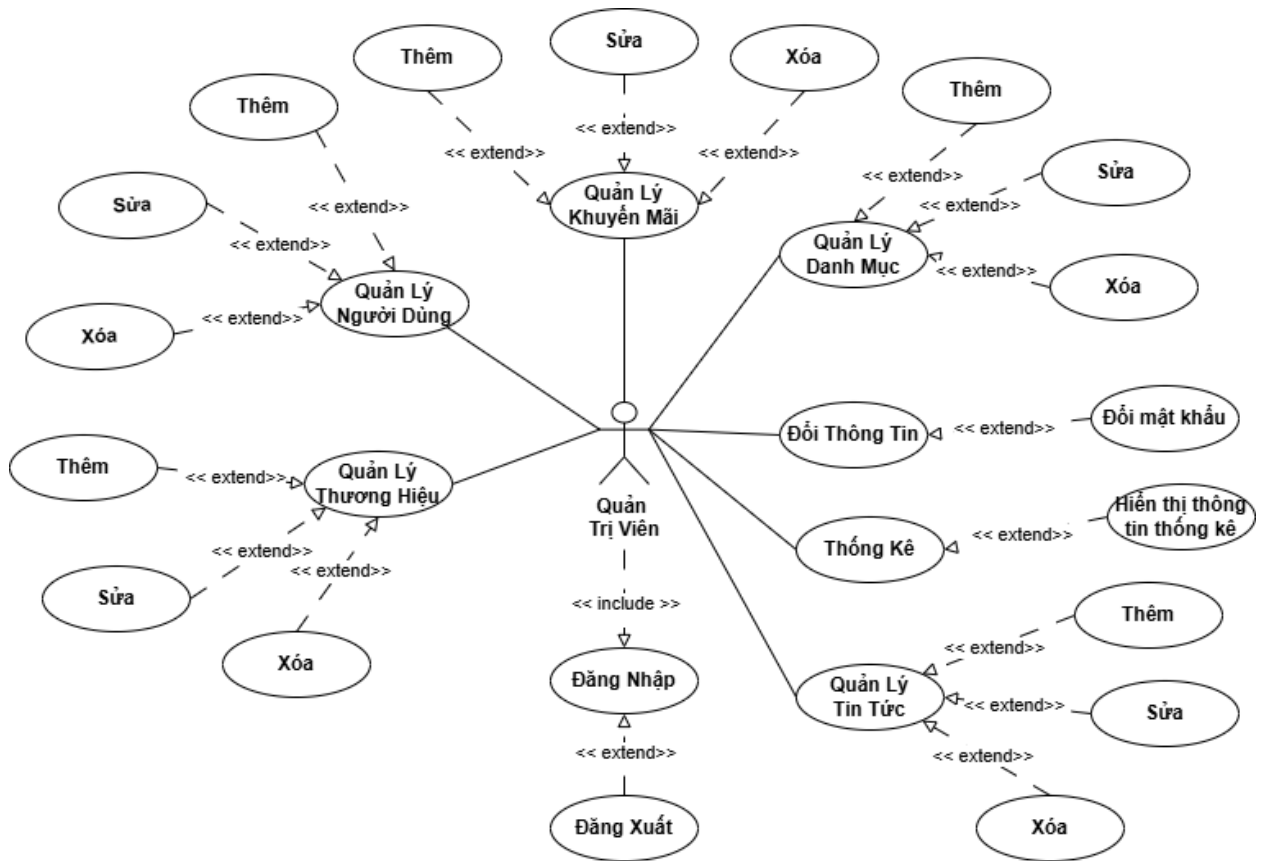 Sửa
Thêm
Xóa
Thêm
Thêm
<< extend>>
<< extend>>
<< extend>>
<< extend>>
Sửa
Quản Lý
Khuyến Mãi
Sửa
<< extend>>
<< extend>>
<< extend>>
Quản Lý
Danh Mục
<< extend>>
Xóa
Quản Lý
Người Dùng
Xóa
<< extend>>
Đổi Thông Tin
<< extend>>
Đổi mật khẩu
Thêm
<< extend>>
Quản Lý
Thương Hiệu
Quản
Trị Viên
Thống Kê
<< extend>>
Hiển thị thông
tin thống kê
<< extend>>
<< extend>>
Sửa
Xóa
<< include >>
Đăng Nhập
<< extend>>
Đăng Xuất
Thêm
<< extend>>
Quản Lý
Tin Tức
<< extend>>
Sửa
<< extend>>
Xóa